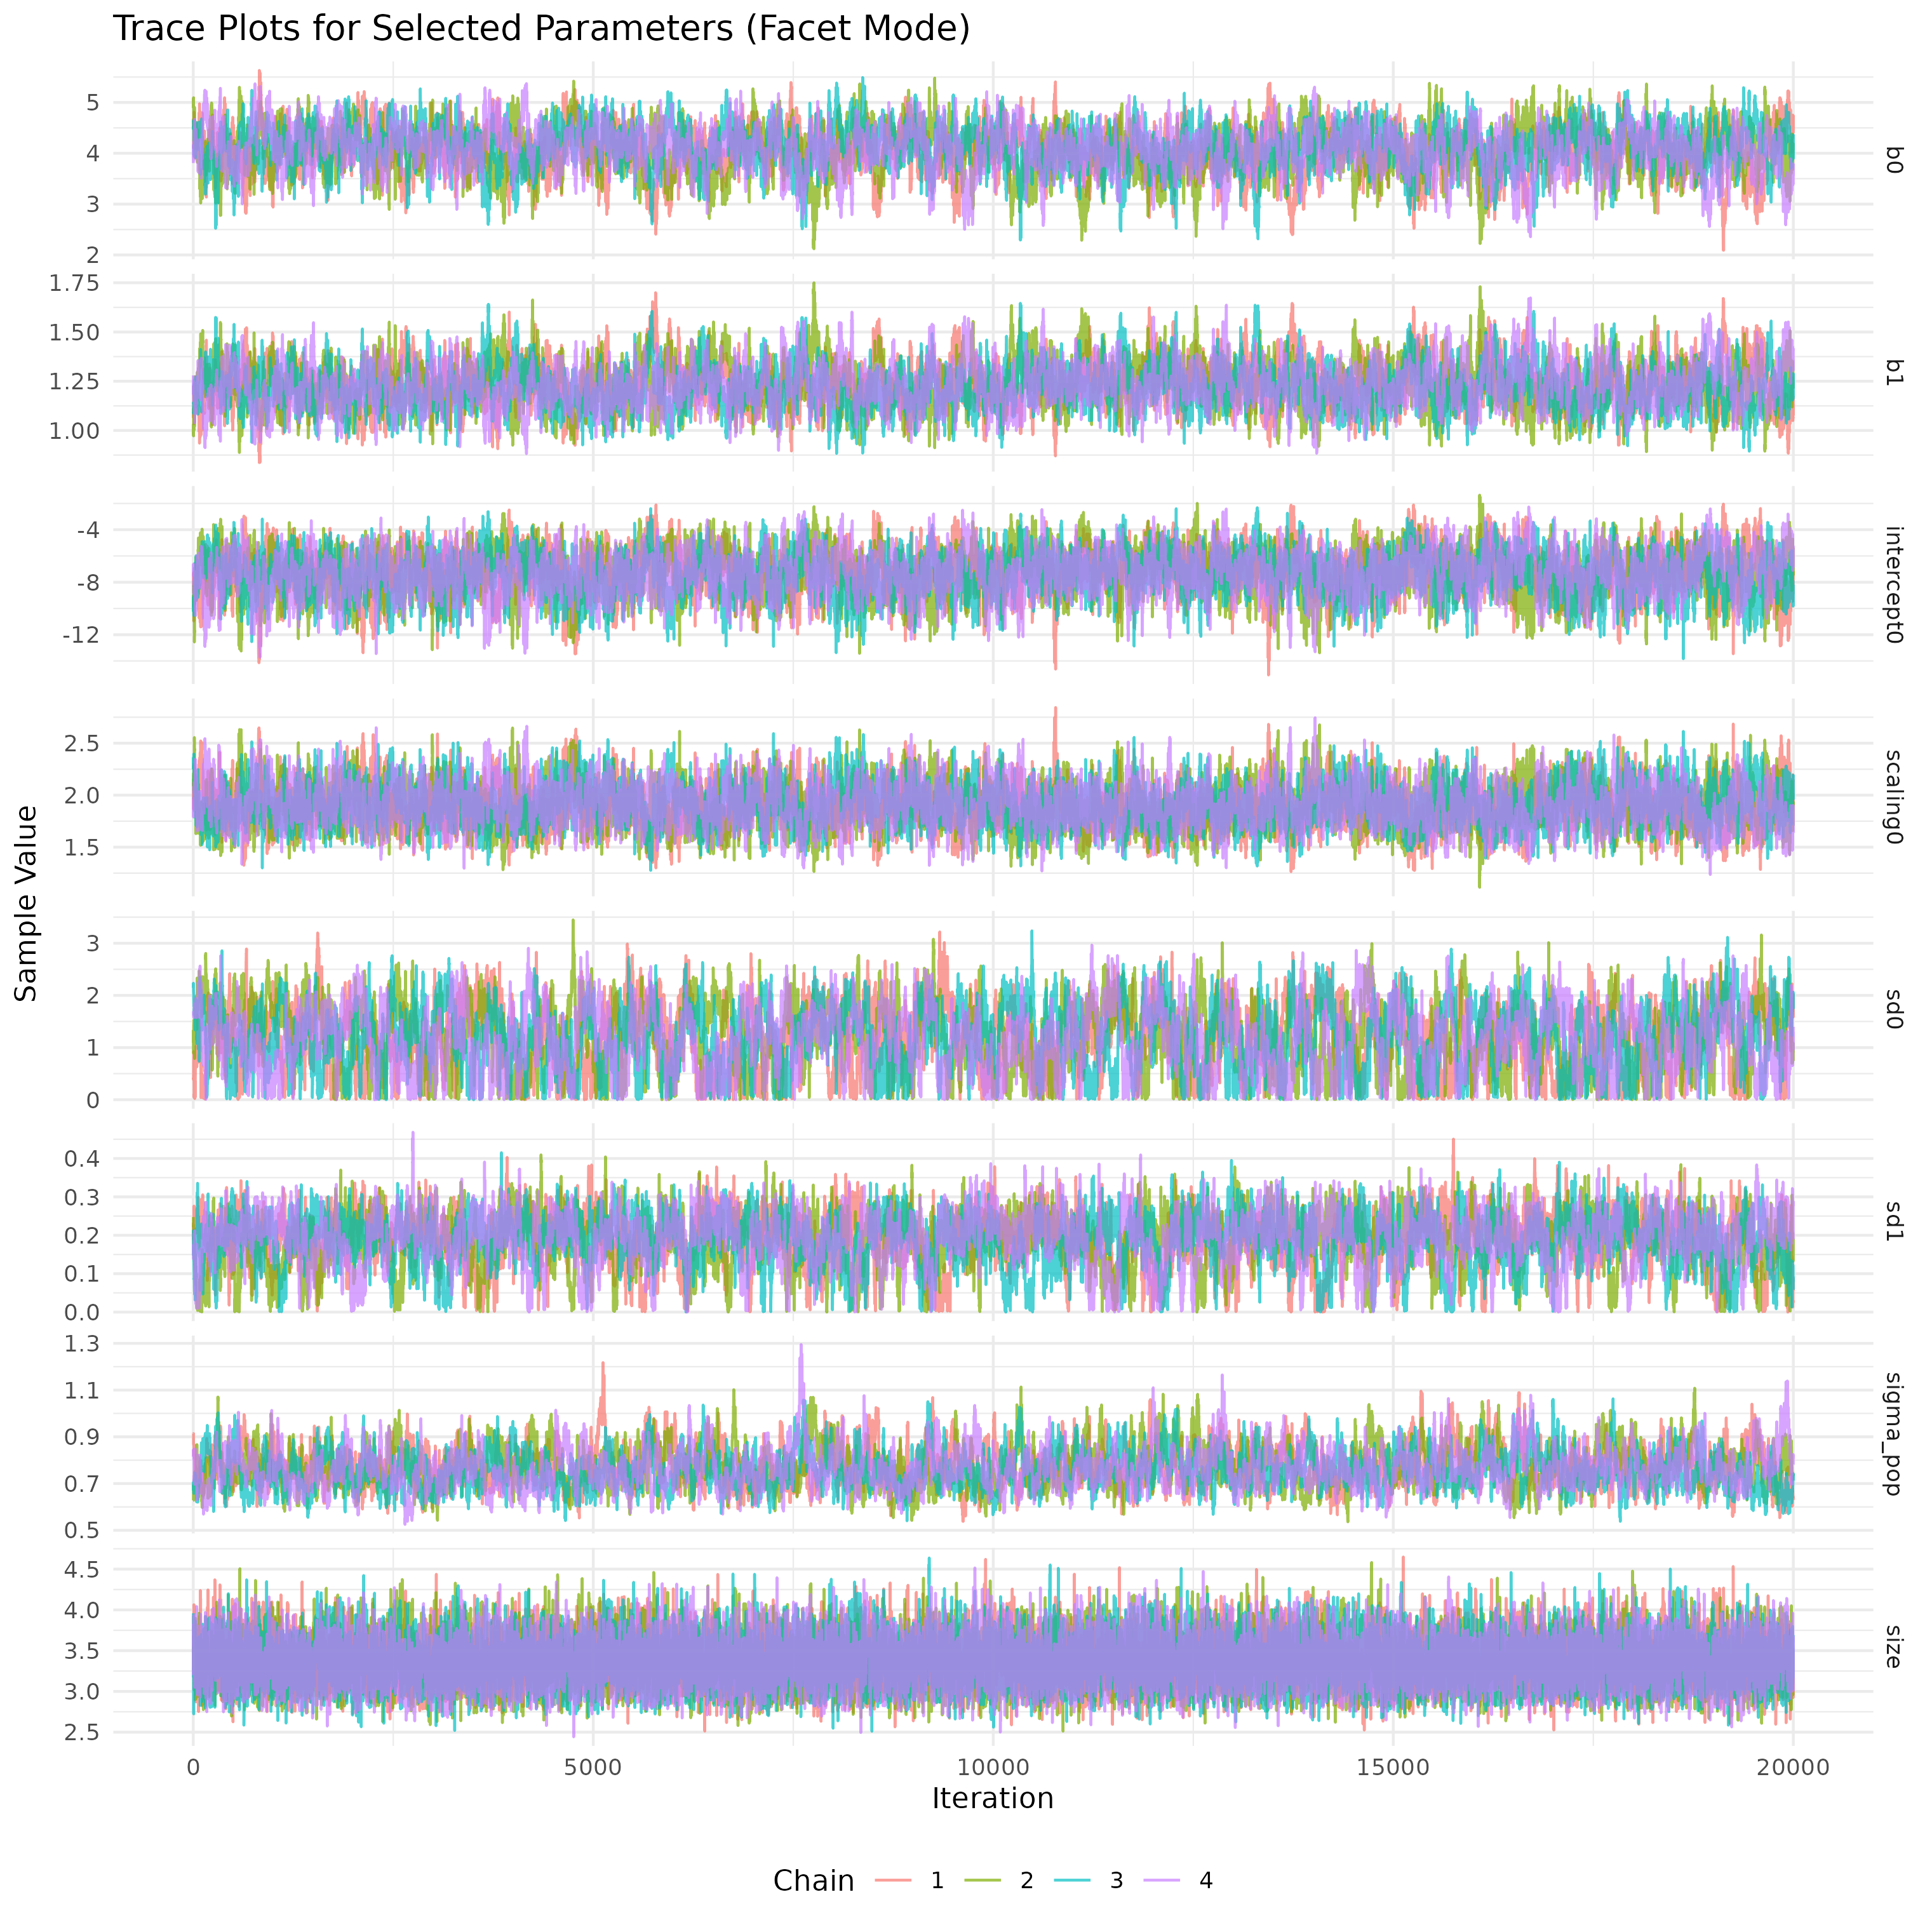 Trace Plots for Selected Parameters (Facet Mode)
Sample Value
5
4
3
2
b0
1.75
1.50
1.25
1.00
b1
-4
-8
-12
intercept0
2.5
2.0
1.5
scaling0
3
2
1
0
sd0
0.4
0.3
0.2
0.1
0.0
sd1
1.3
1.1
0.9
0.7
0.5
sigma_pop
4.5
4.0
3.5
3.0
2.5
size
0 5000 10000 15000 20000
Iteration
Chain 1 2 3 4